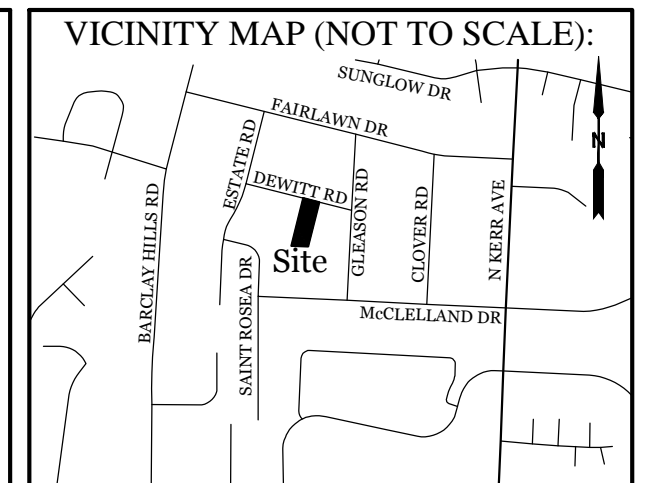 VICINITY MAP (NOT TO SCALE):
SUNGLOW DR
FAIRLAWN DR
N
ESTATE RD
DEWITT RD
GLEASON RD
CLOVER RD
N KERR AVE
BARCLAY HILLS RD
Site
SAINT ROSEA DR
McCLELLAND DR